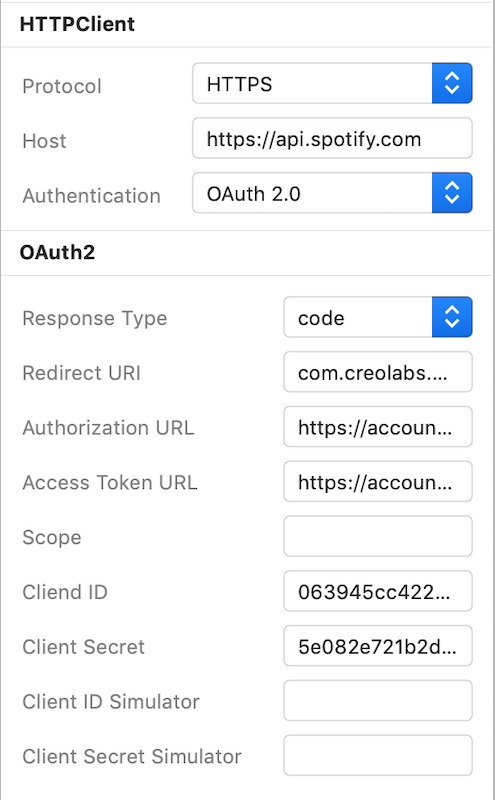 HTTPClient
Protocol HTTPS
Host https://api.spotify.com
Authentication OAuth 2.0
OAuth2
Response Type code
Redirect URI com.creolabs....
Authorization URL https://accoun...
Access Token URL https://accoun...
Scope
Cliend ID 063945cc422...
Client Secret 5e082e721b2d...
Client ID Simulator
Client Secret Simulator